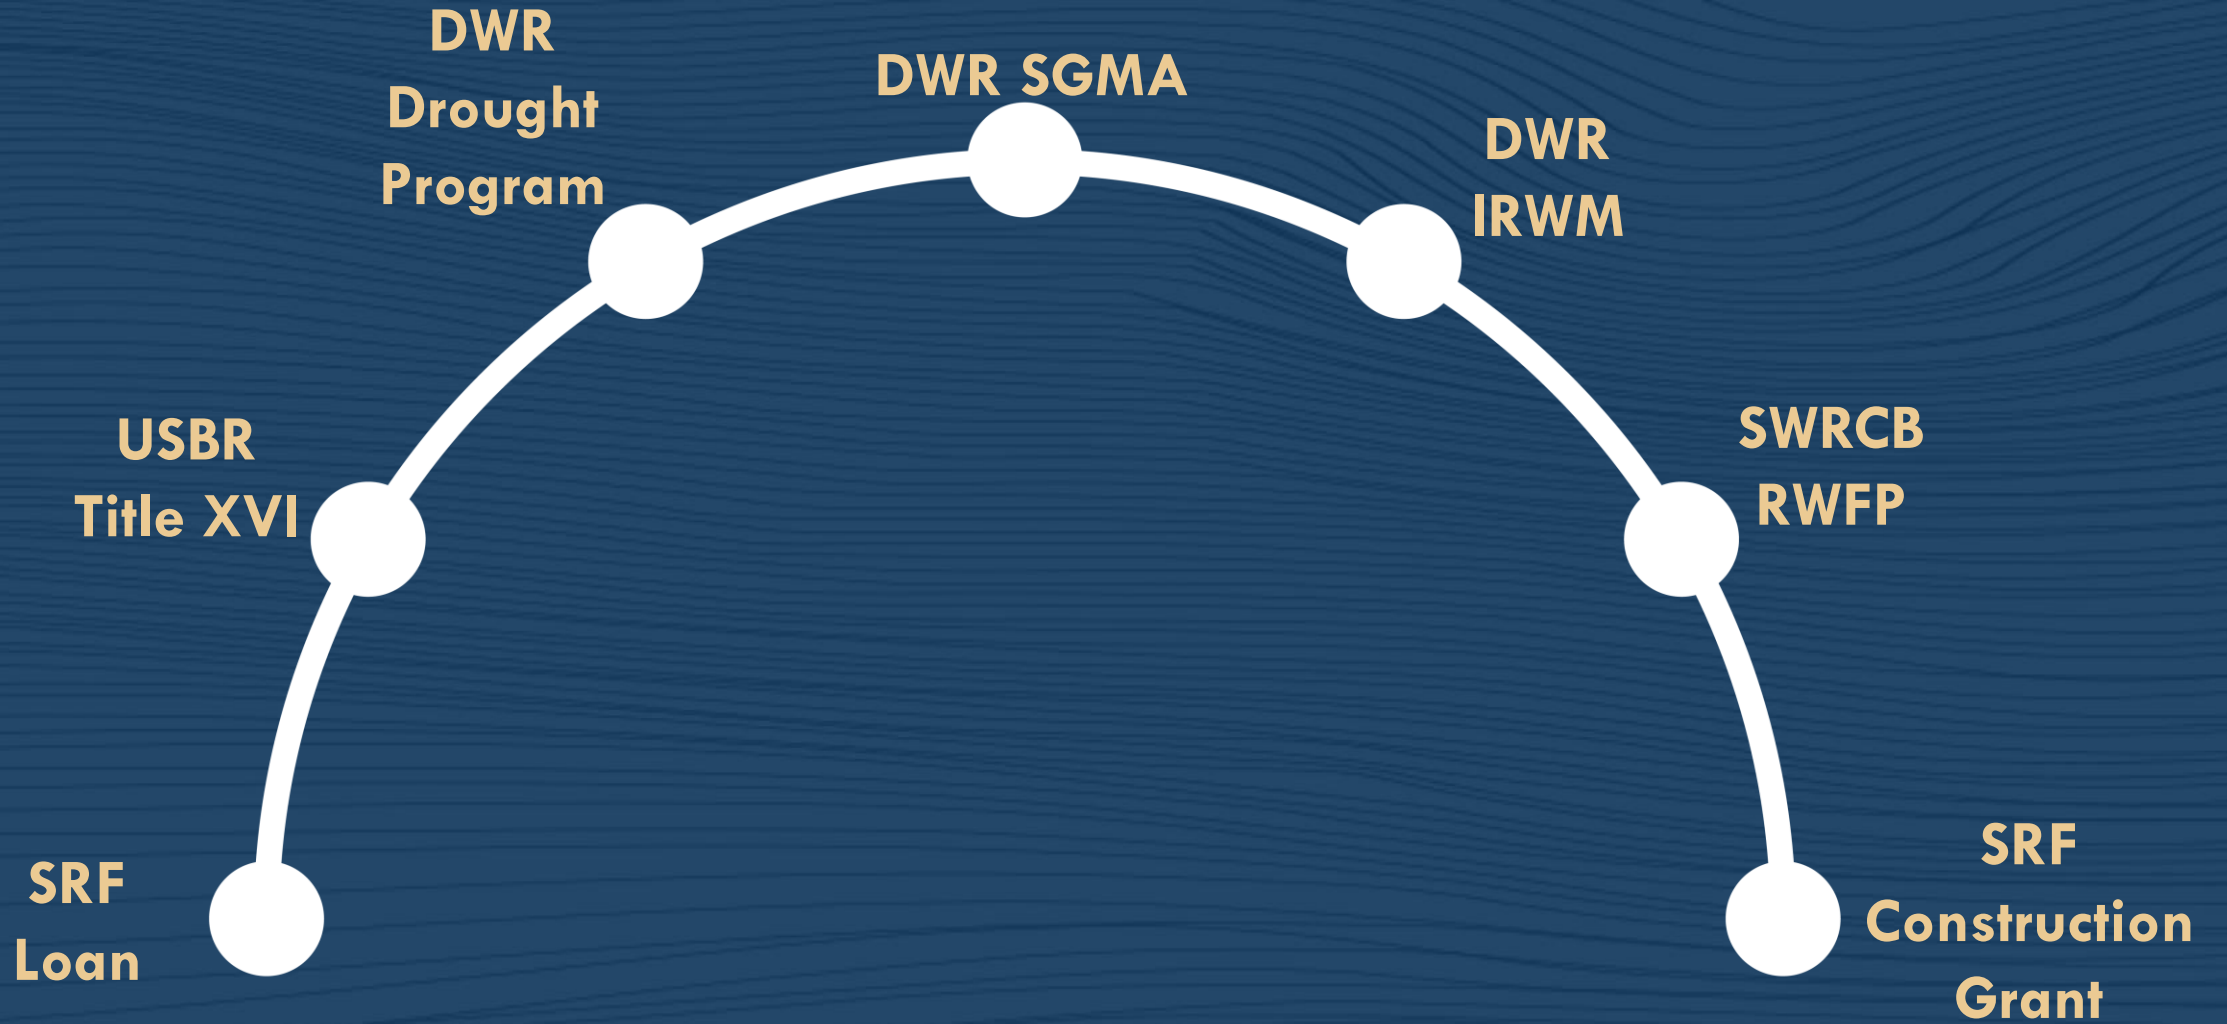 DWR
Drought
Program
DWR SGMA
DWR
IRWM
USBR
Title XVI
SWRCB
RWFP
SRF
Loan
SRF
Construction
Grant